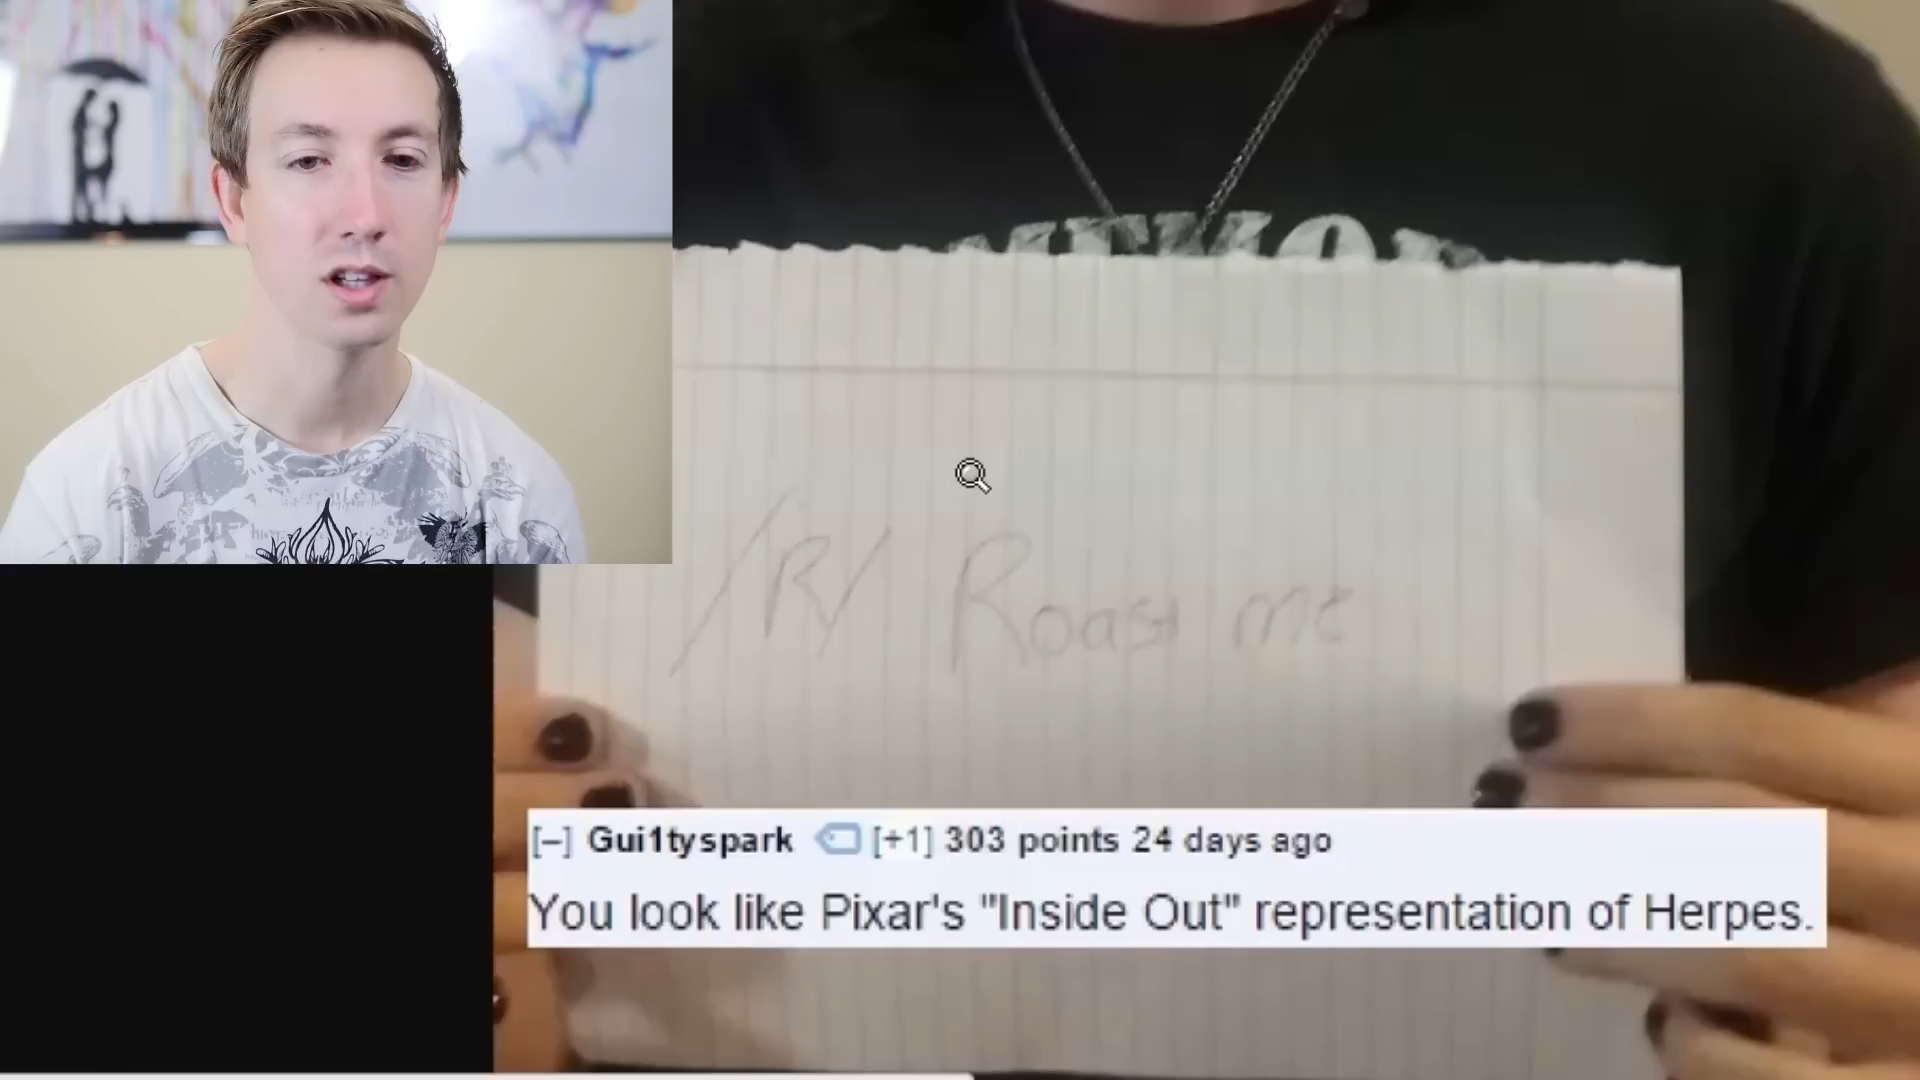 /R/ Roast me
[–] Gui1tyspark [+1] 303 points 24 days ago
You look like Pixar's "Inside Out" representation of Herpes.